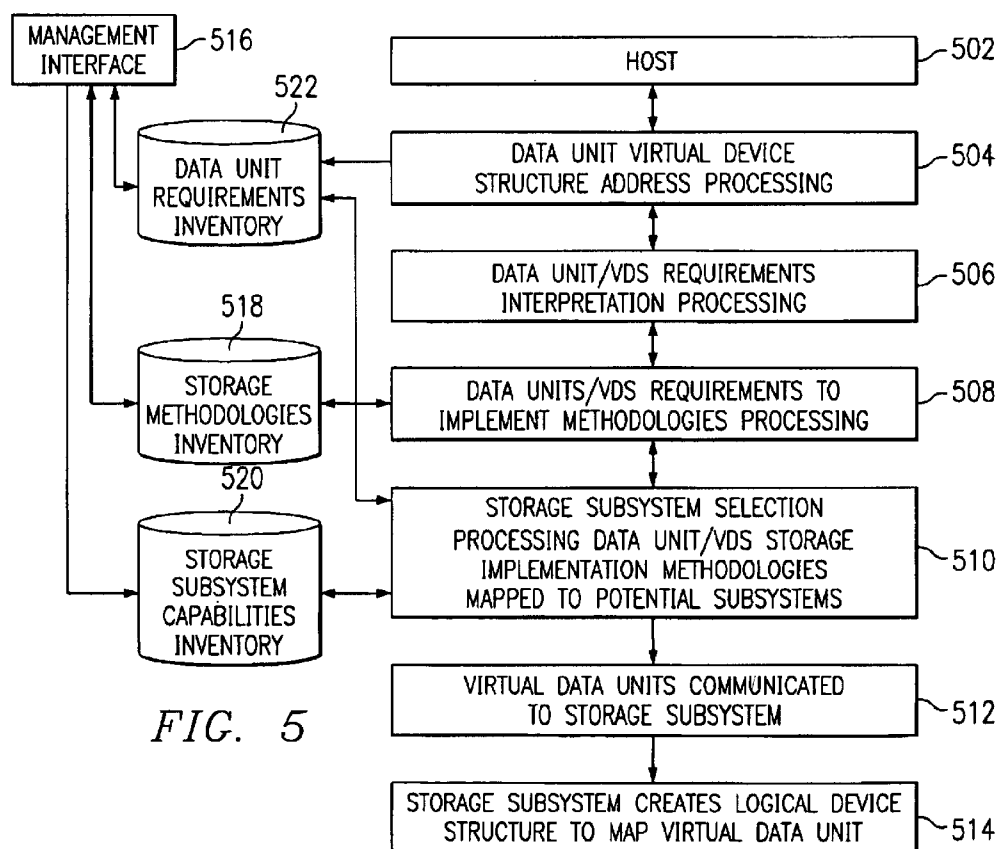 MANAGEMENT
INTERFACE
516
HOST
502
522
DATA UNIT
REQUIREMENTS
INVENTORY
DATA UNIT VIRTUAL DEVICE
STRUCTURE ADDRESS PROCESSING
504
DATA UNIT/VDS REQUIREMENTS
INTERPRETATION PROCESSING
506
518
STORAGE
METHODOLOGIES
INVENTORY
DATA UNITS/VDS REQUIREMENTS TO
IMPLEMENT METHODOLOGIES PROCESSING
508
520
STORAGE
SUBSYSTEM
CAPABILITIES
INVENTORY
STORAGE SUBSYSTEM SELECTION
PROCESSING DATA UNIT/VDS STORAGE
IMPLEMENTATION METHODOLOGIES
MAPPED TO POTENTIAL SUBSYSTEMS
510
VIRTUAL DATA UNITS COMMUNICATED
TO STORAGE SUBSYSTEM
512
FIG. 5
STORAGE SUBSYSTEM CREATES LOGICAL DEVICE
STRUCTURE TO MAP VIRTUAL DATA UNIT
514